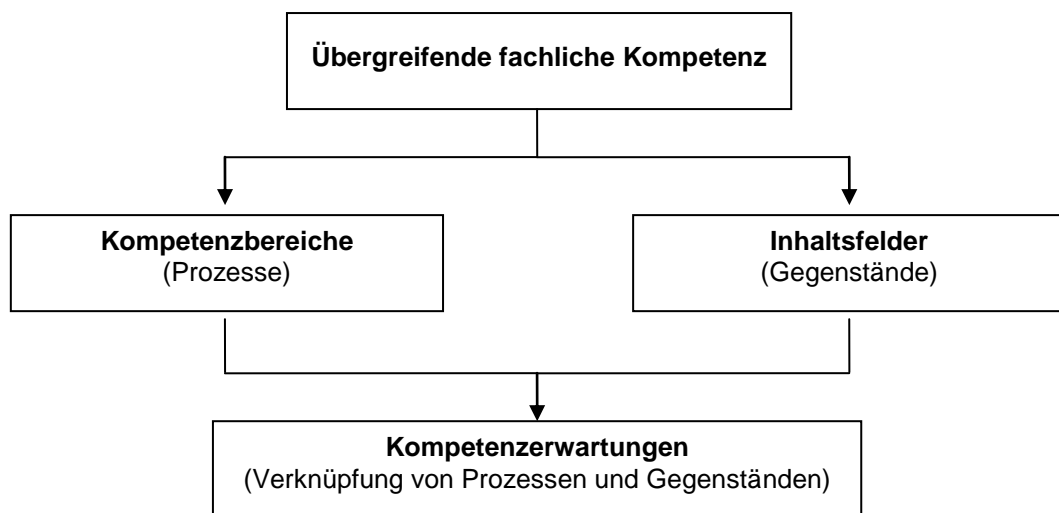 Übergreifende fachliche Kompetenz
Kompetenzbereiche
(Prozesse)
Inhaltsfelder
(Gegenstände)
Kompetenzerwartungen
(Verknüpfung von Prozessen und Gegenständen)